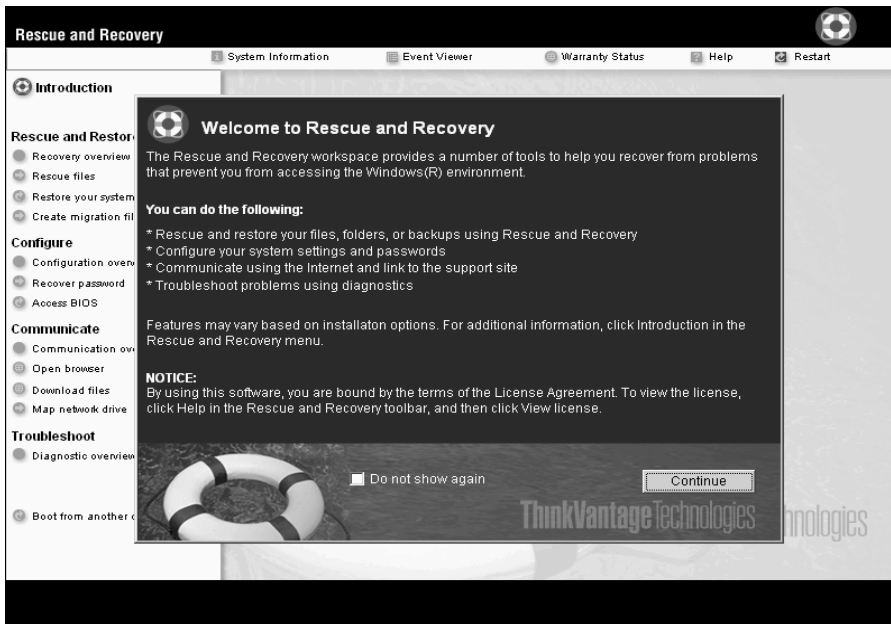 Rescue and Recovery
System Information Event Viewer Warranty Status Help Restart
Introduction
Rescue and Restor
Recovery overview
Rescue files
Restore your system
Create migration fil
Configure
Configuration overv
Recover password
Access BIOS
Communicate
Communication ov
Open browser
Download files
Map network drive
Troubleshoot
Diagnostic overview
Boot from another
Welcome to Rescue and Recovery
The Rescue and Recovery workspace provides a number of tools to help you recover from problems
that prevent you from accessing the Windows(R) environment.
You can do the following:
* Rescue and restore your files, folders, or backups using Rescue and Recovery
* Configure your system settings and passwords
* Communicate using the Internet and link to the support site
* Troubleshoot problems using diagnostics
Features may vary based on installaton options. For additional information, click Introduction in the
Rescue and Recovery menu.
NOTICE:
By using this software, you are bound by the terms of the License Agreement. To view the license,
click Help in the Rescue and Recovery toolbar, and then click View license.
Do not show again
Continue
ThinkVantage Technologies
hnologies